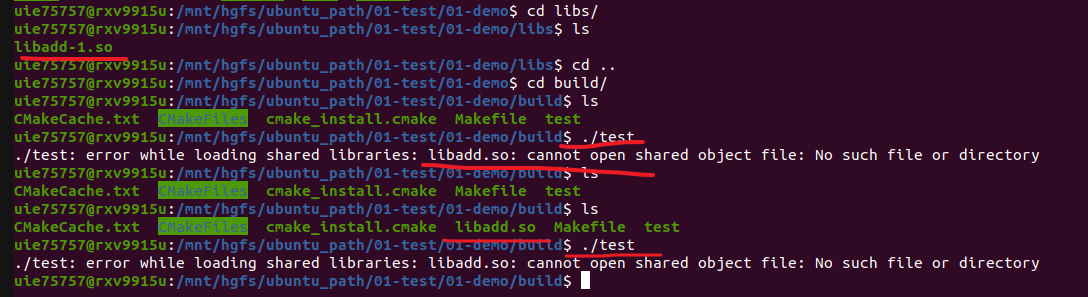 uie75757@rxv9915u:/mnt/hgfs/ubuntu_path/01-test/01-demo$ cd libs/
uie75757@rxv9915u:/mnt/hgfs/ubuntu_path/01-test/01-demo/libs$ ls
libadd-1.so
uie75757@rxv9915u:/mnt/hgfs/ubuntu_path/01-test/01-demo/libs$ cd ..
uie75757@rxv9915u:/mnt/hgfs/ubuntu_path/01-test/01-demo$ cd build/
uie75757@rxv9915u:/mnt/hgfs/ubuntu_path/01-test/01-demo/build$ ls
CMakeCache.txt CMakeFiles cmake_install.cmake Makefile test
uie75757@rxv9915u:/mnt/hgfs/ubuntu_path/01-test/01-demo/build$ ./test
./test: error while loading shared libraries: libadd.so: cannot open shared object file: No such file or directory
uie75757@rxv9915u:/mnt/hgfs/ubuntu_path/01-test/01-demo/build$ ls
CMakeCache.txt CMakeFiles cmake_install.cmake Makefile test
uie75757@rxv9915u:/mnt/hgfs/ubuntu_path/01-test/01-demo/build$ ls
CMakeCache.txt CMakeFiles cmake_install.cmake libadd.so Makefile test
uie75757@rxv9915u:/mnt/hgfs/ubuntu_path/01-test/01-demo/build$ ./test
./test: error while loading shared libraries: libadd.so: cannot open shared object file: No such file or directory
uie75757@rxv9915u:/mnt/hgfs/ubuntu_path/01-test/01-demo/build$